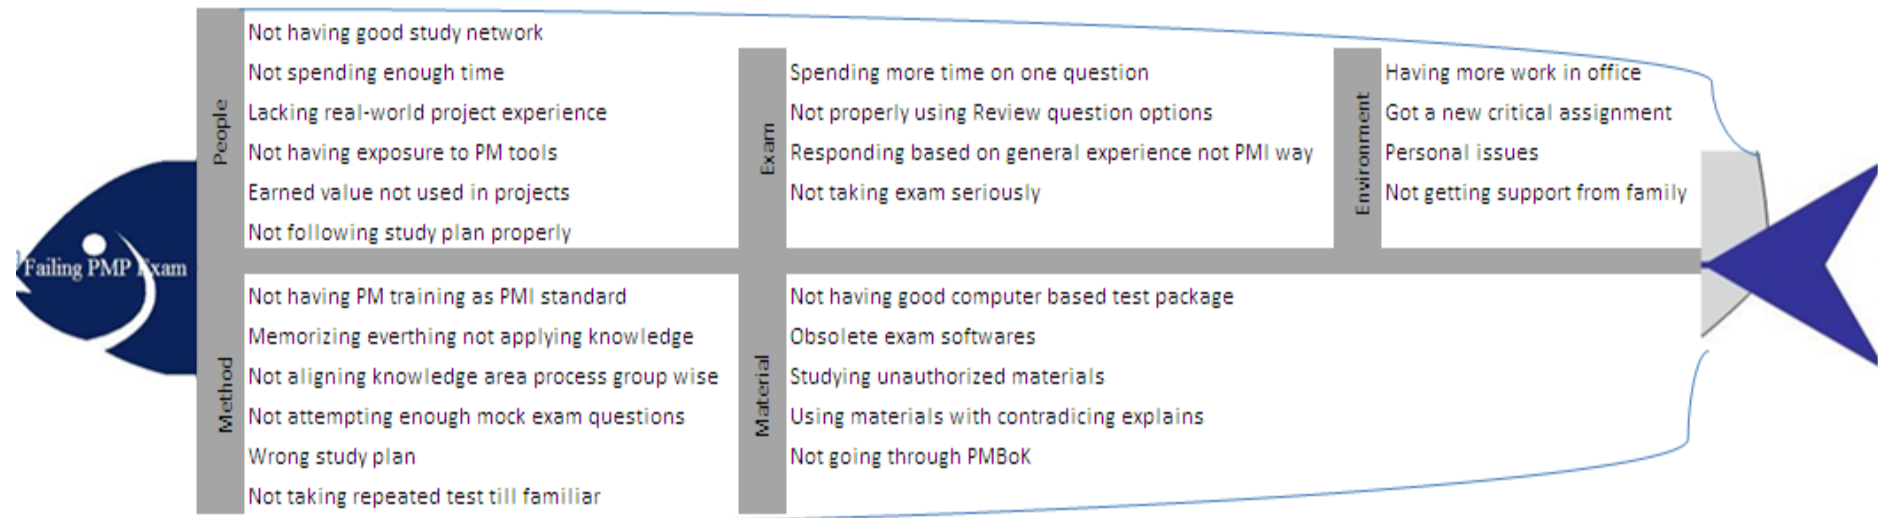 Failing PMP Exam
People
Not having good study network
Not spending enough time
Lacking real-world project experience
Not having exposure to PM tools
Earned value not used in projects
Not following study plan properly
Exam
Spending more time on one question
Not properly using Review question options
Responding based on general experience not PMI way
Not taking exam seriously
Environment
Having more work in office
Got a new critical assignment
Personal issues
Not getting support from family
Method
Not having PM training as PMI standard
Memorizing everthing not applying knowledge
Not aligning knowledge area process group wise
Not attempting enough mock exam questions
Wrong study plan
Not taking repeated test till familiar
Material
Not having good computer based test package
Obsolete exam softwares
Studying unauthorized materials
Using materials with contradicing explains
Not going through PMBoK